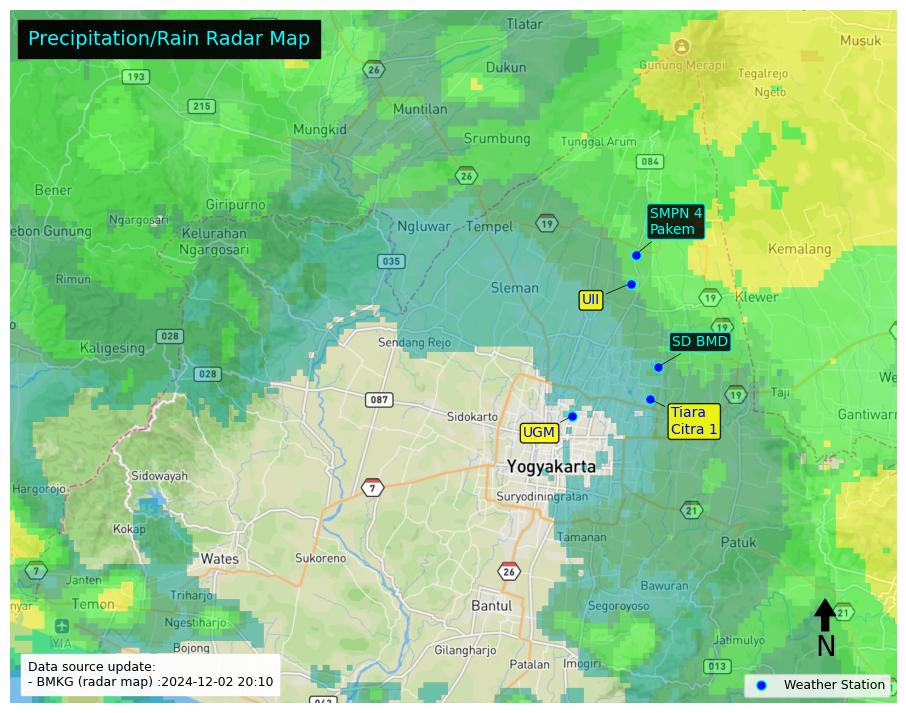 Precipitation/Rain Radar Map
Tlatar
Musuk
Gunung Merapi
Dukun
Tegalrejo
26
193
Ngelo
215
Muntilan
Mungkid
Srumbung
Tunggal Arum
084
26
Bener
Giripurno
SMPN 4
Pakem
Ngargosari
Ngluwar
Tempel
19
ebon Gunung
Kelurahan
Ngargosari
Kemalang
035
Rimun
Sleman
UII
19
Klewer
19
028
Sendang Rejo
SD BMD
Kaligesing
028
We
087
19
Taji
Sidokarto
Tiara
Citra 1
Gantiwarn
UGM
Yogyakarta
Sidowayah
Hargorojo
7
Suryodiningratan
21
Kokap
Tamanan
Patuk
Wates
Sukoreno
7
26
Janten
Bawuran
Triharjo
Temon
nyar
Bantul
Segoroyoso
21
Ngestiharjo
YIA
N
Jatimulyo
Bojong
Gilangharjo
Patalan
Imogiri
013
Data source update:
- BMKG (radar map) :2024-12-02 20:10
Weather Station